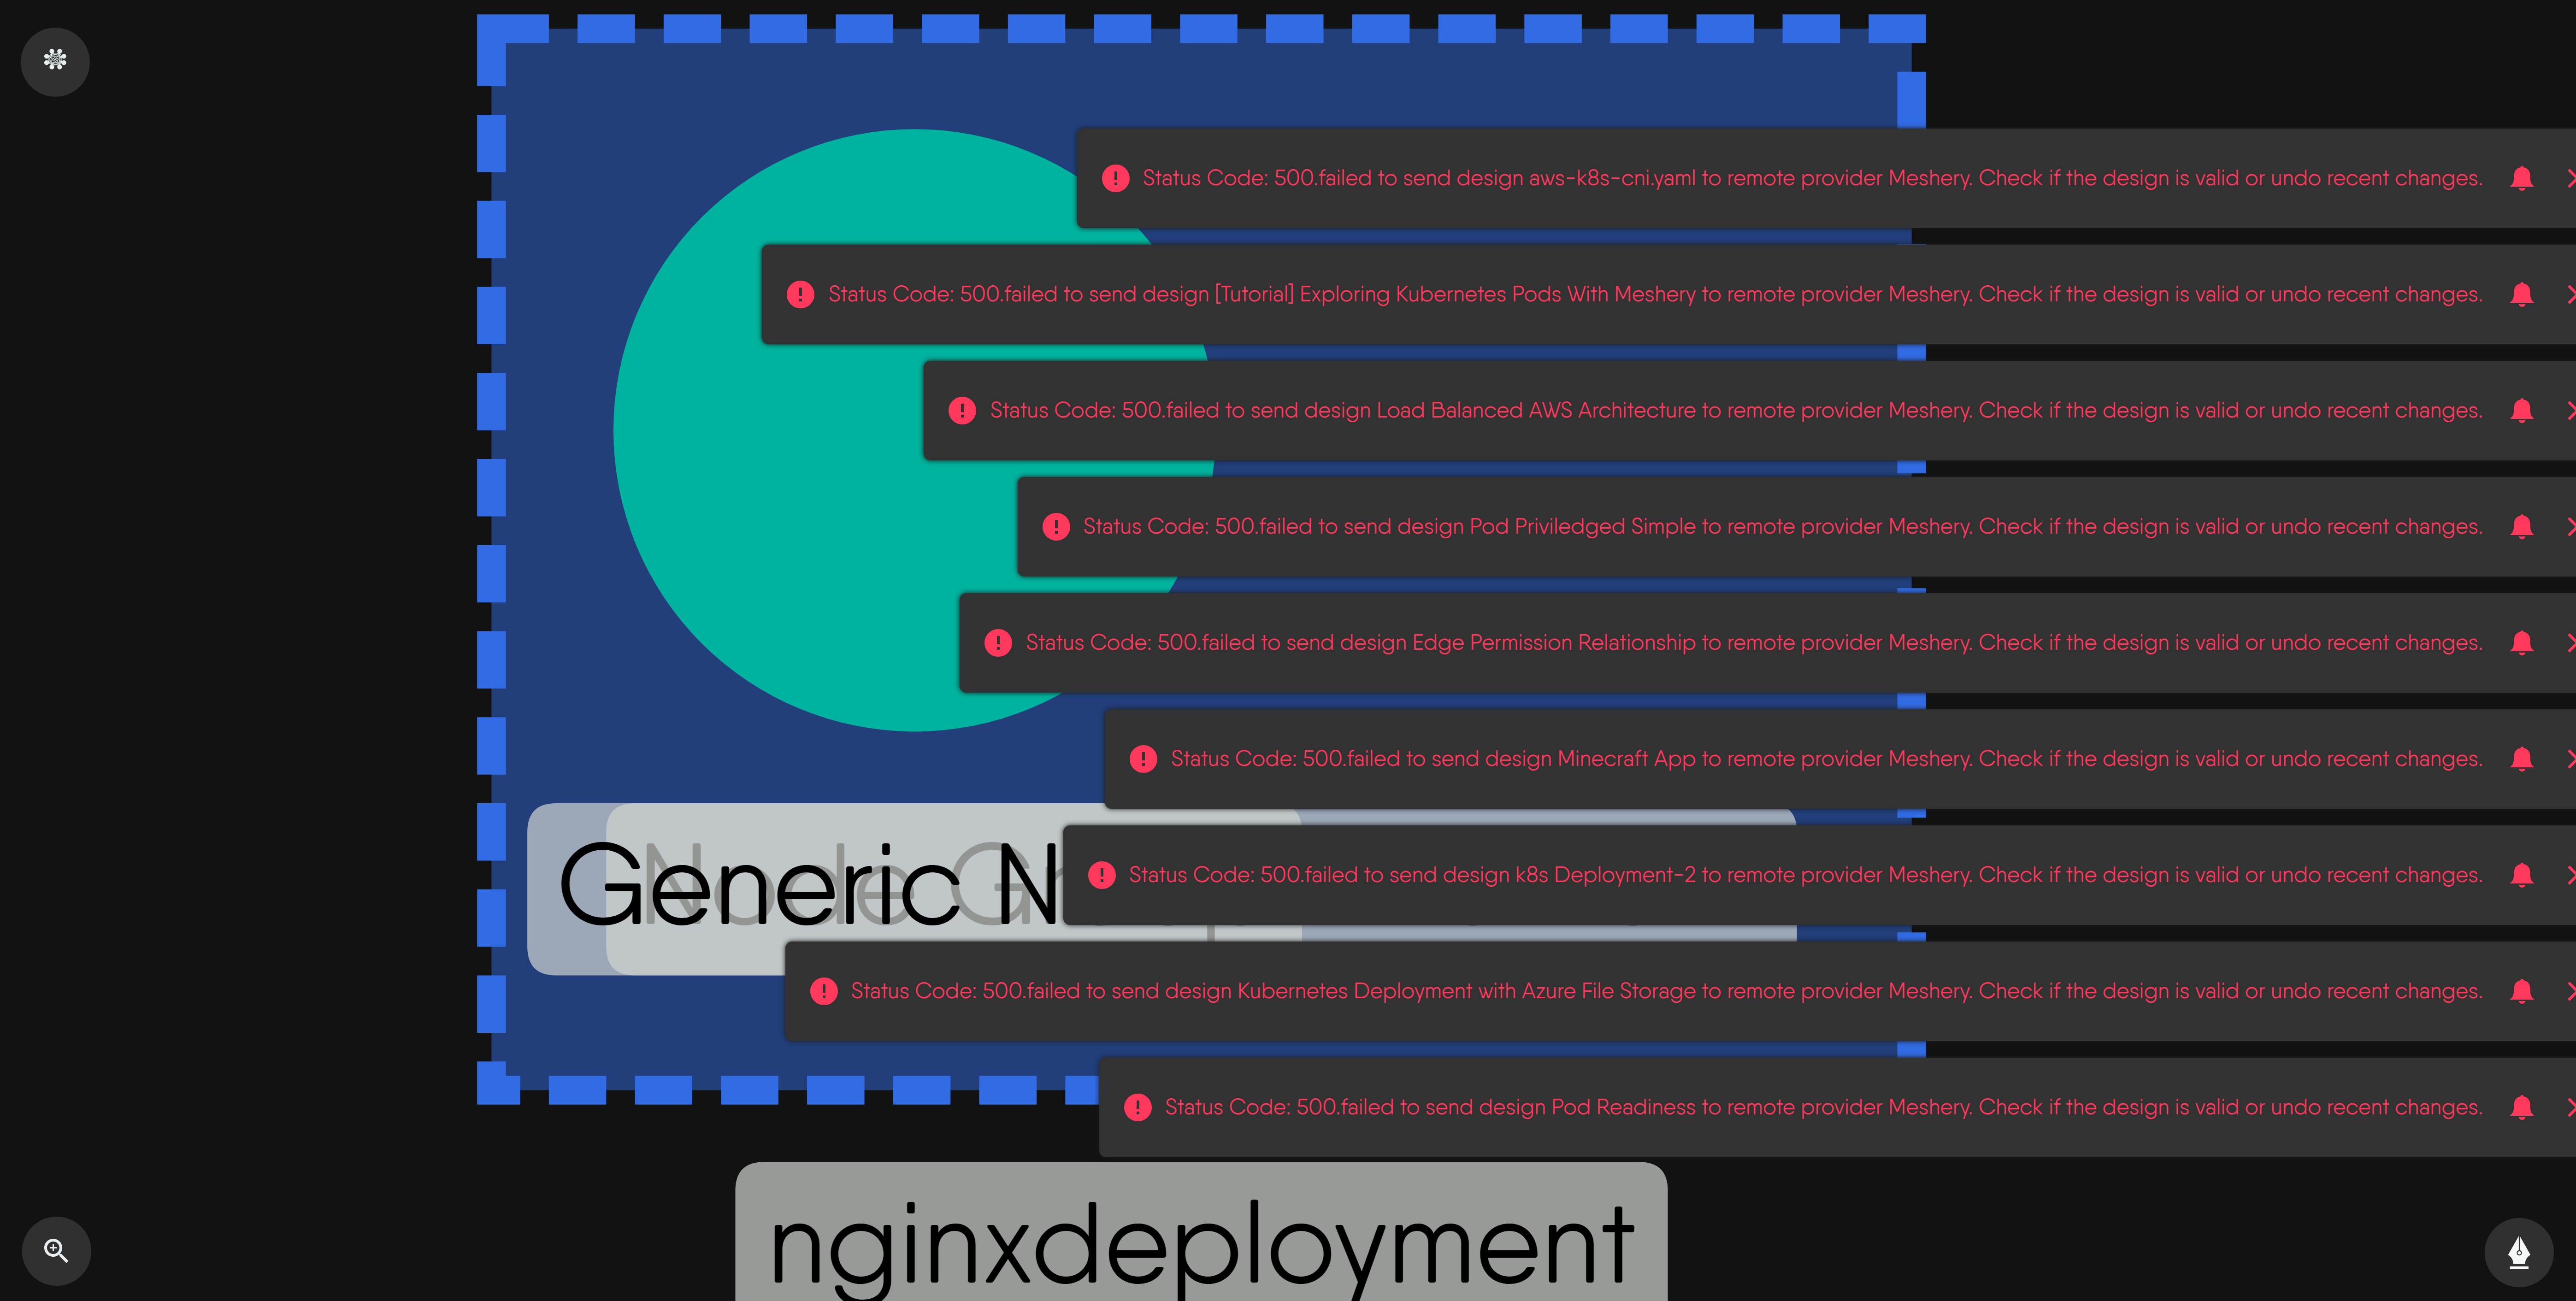 Status Code: 500.failed to send design aws-k8s-cni.yaml to remote provider Meshery. Check if the design is valid or undo recent changes.
Status Code: 500.failed to send design [Tutorial] Exploring Kubernetes Pods With Meshery to remote provider Meshery. Check if the design is valid or undo recent changes.
Status Code: 500.failed to send design Load Balanced AWS Architecture to remote provider Meshery. Check if the design is valid or undo recent changes.
Status Code: 500.failed to send design Pod Priviledged Simple to remote provider Meshery. Check if the design is valid or undo recent changes.
Status Code: 500.failed to send design Edge Permission Relationship to remote provider Meshery. Check if the design is valid or undo recent changes.
Status Code: 500.failed to send design Minecraft App to remote provider Meshery. Check if the design is valid or undo recent changes.
Generic
Node
Status Code: 500.failed to send design k8s Deployment-2 to remote provider Meshery. Check if the design is valid or undo recent changes.
Status Code: 500.failed to send design Kubernetes Deployment with Azure File Storage to remote provider Meshery. Check if the design is valid or undo recent changes.
Status Code: 500.failed to send design Pod Readiness to remote provider Meshery. Check if the design is valid or undo recent changes.
nginxdeployment